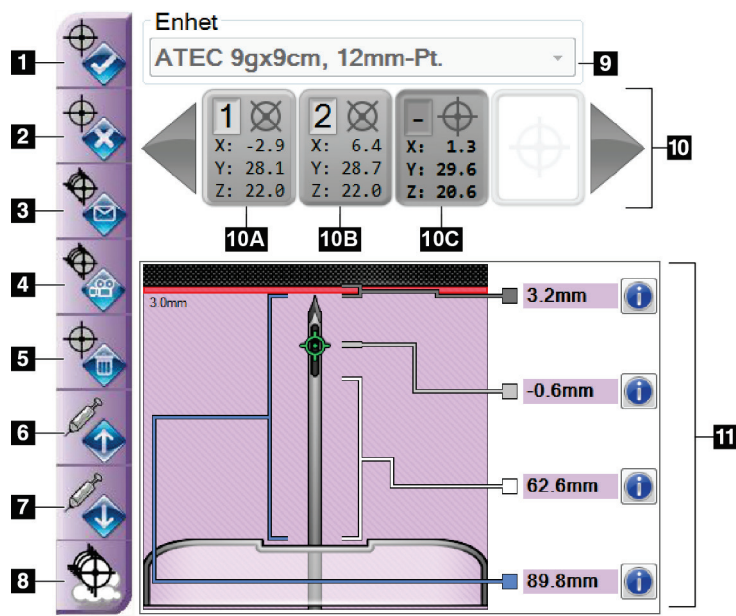 Enhet
1
ATEC 9gx9cm, 12mm-Pt.
9
2
1
X: -2.9
Y: 28.1
Z: 22.0
2
X: 6.4
Y: 28.7
Z: 22.0
-
X: 1.3
Y: 29.6
Z: 20.6
10
3
10A
10B
10C
4
3.0mm
3.2mm
5
-0.6mm
6
11
62.6mm
7
8
89.8mm